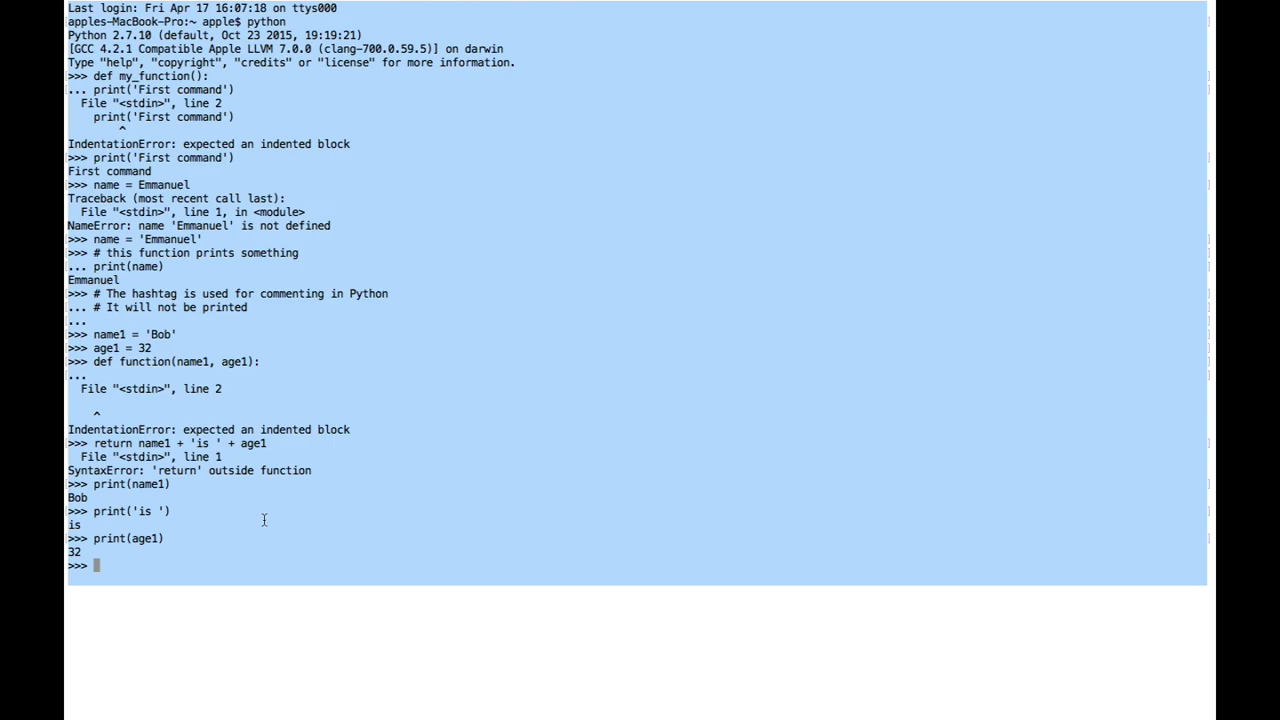 Last login: Fri Apr 17 16:07:18 on ttys000
apples-MacBook-Pro:~ apple$ python
Python 2.7.10 (default, Oct 23 2015, 19:19:21)
[GCC 4.2.1 Compatible Apple LLVM 7.0.0 (clang-700.0.59.5)] on darwin
Type "help", "copyright", "credits" or "license" for more information.
>>> def my_function():
... print('First command')
  File "<stdin>", line 2
    print('First command')
        ^
IndentationError: expected an indented block
>>> print('First command')
First command
>>> name = Emmanuel
Traceback (most recent call last):
  File "<stdin>", line 1, in <module>
NameError: name 'Emmanuel' is not defined
>>> name = 'Emmanuel'
>>> # this function prints something
... print(name)
Emmanuel
>>> # The hashtag is used for commenting in Python
... # It will not be printed
...
>>> name1 = 'Bob'
>>> age1 = 32
>>> def function(name1, age1):
...
  File "<stdin>", line 2
    ^
IndentationError: expected an indented block
>>> return name1 + 'is ' + age1
  File "<stdin>", line 1
SyntaxError: 'return' outside function
>>> print(name1)
Bob
>>> print('is ')
is
>>> print(age1)
32
>>>